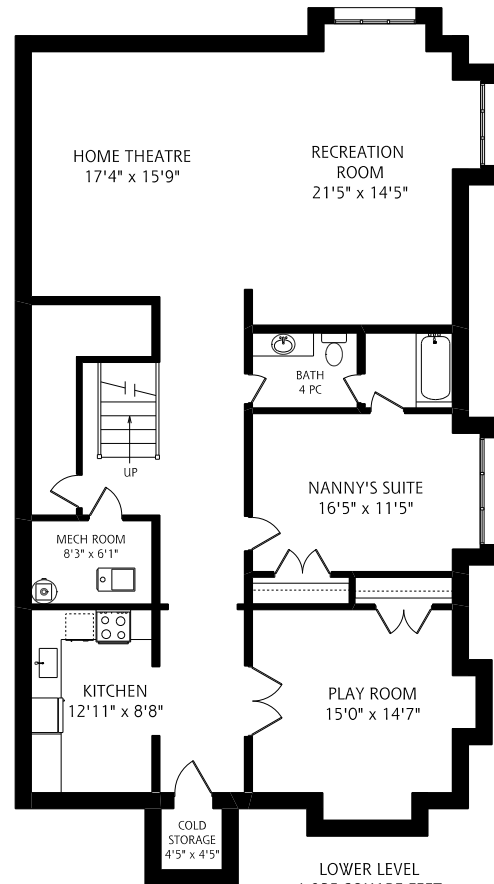 HOME THEATRE
17'4" x 15'9"
RECREATION
ROOM
21'5" x 14'5"
BATH
4 PC
UP
NANNY'S SUITE
16'5" x 11'5"
MECH ROOM
8'3" x 6'1"
KITCHEN
12'11" x 8'8"
PLAY ROOM
15'0" x 14'7"
COLD
STORAGE
4'5" x 4'5"
LOWER LEVEL
SQUARE FEET